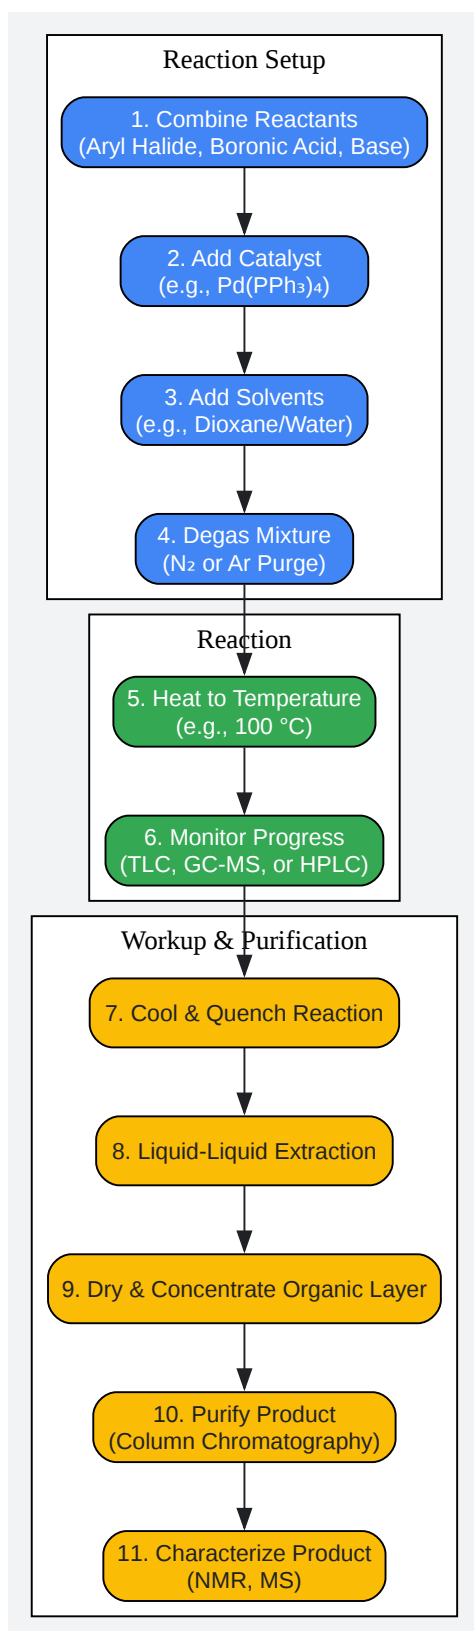 Reaction Setup
1. Combine Reactants
(Aryl Halide, Boronic Acid, Base)
2. Add Catalyst
(e.g., Pd(PPh₃)₄)
3. Add Solvents
(e.g., Dioxane/Water)
4. Degas Mixture
(N₂ or Ar Purge)
Reaction
5. Heat to Temperature
(e.g., 100 °C)
6. Monitor Progress
(TLC, GC-MS, or HPLC)
Workup & Purification
7. Cool & Quench Reaction
8. Liquid-Liquid Extraction
9. Dry & Concentrate Organic Layer
10. Purify Product
(Column Chromatography)
11. Characterize Product
(NMR, MS)